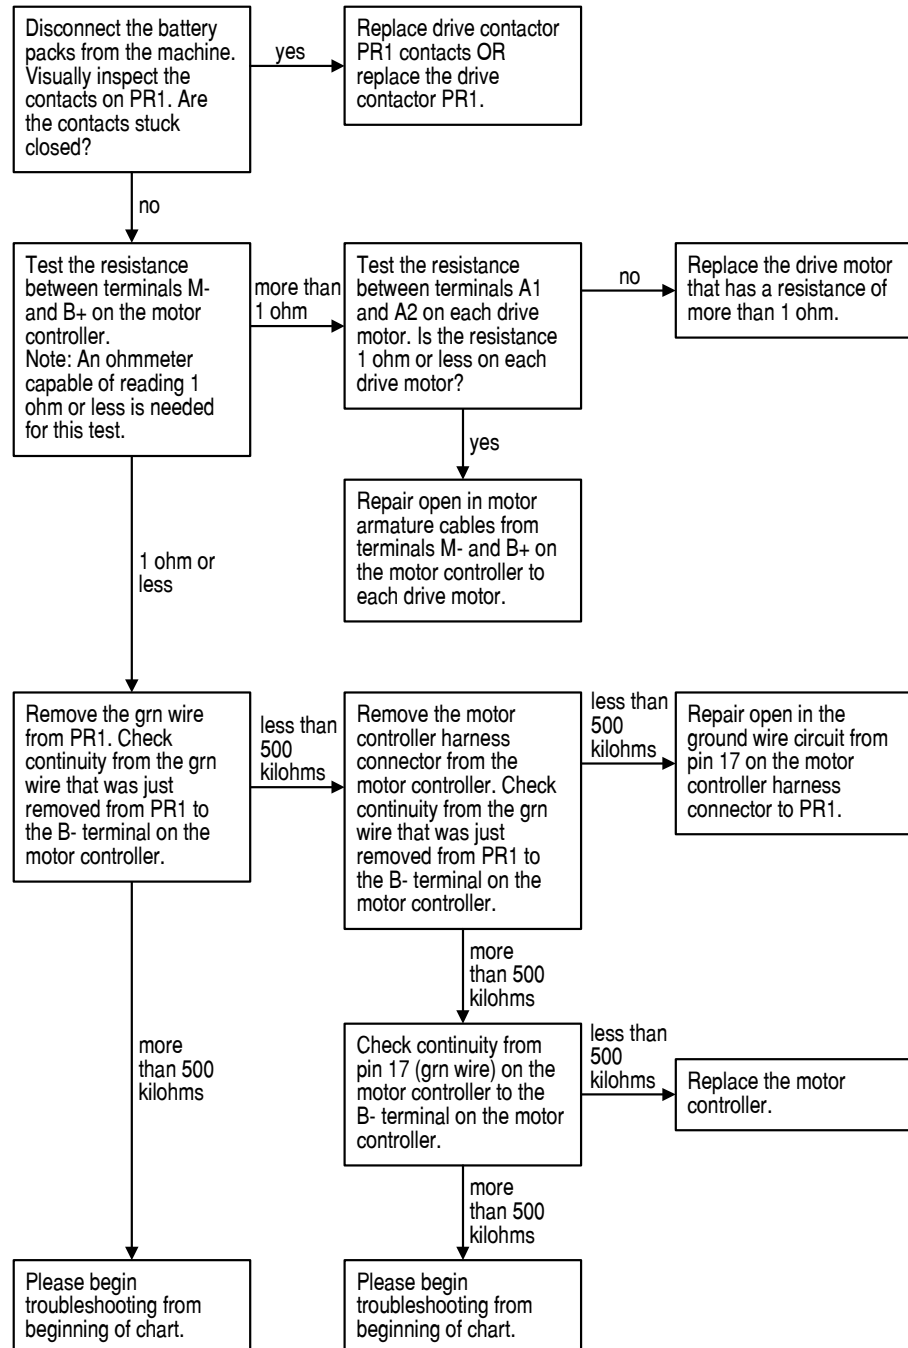 Disconnect the battery
packs from the machine.
Visually inspect the
contacts on PR1. Are
the contacts stuck
closed?
yes
Replace drive contactor
PR1 contacts OR
replace the drive
contactor PR1.
no
Test the resistance
between terminals M-
and B+ on the motor
controller.
Note: An ohmmeter
capable of reading 1
ohm or less is needed
for this test.
more than
1 ohm
Test the resistance
between terminals A1
and A2 on each drive
motor. Is the resistance
1 ohm or less on each
drive motor?
no
Replace the drive motor
that has a resistance of
more than 1 ohm.
yes
Repair open in motor
armature cables from
terminals M- and B+ on
the motor controller to
each drive motor.
1 ohm or
less
Remove the grn wire
from PR1. Check
continuity from the grn
wire that was just
removed from PR1 to
the B- terminal on the
motor controller.
less than
500
kilohms
Remove the motor
controller harness
connector from the
motor controller. Check
continuity from the grn
wire that was just
removed from PR1 to
the B- terminal on the
motor controller.
less than
500
kilohms
Repair open in the
ground wire circuit from
pin 17 on the motor
controller harness
connector to PR1.
more
than 500
kilohms
Check continuity from
pin 17 (grn wire) on the
motor controller to the
B- terminal on the motor
controller.
less than
500
kilohms
Replace the motor
controller.
more
than 500
kilohms
more
than 500
kilohms
Please begin
troubleshooting from
beginning of chart.
Please begin
troubleshooting from
beginning of chart.